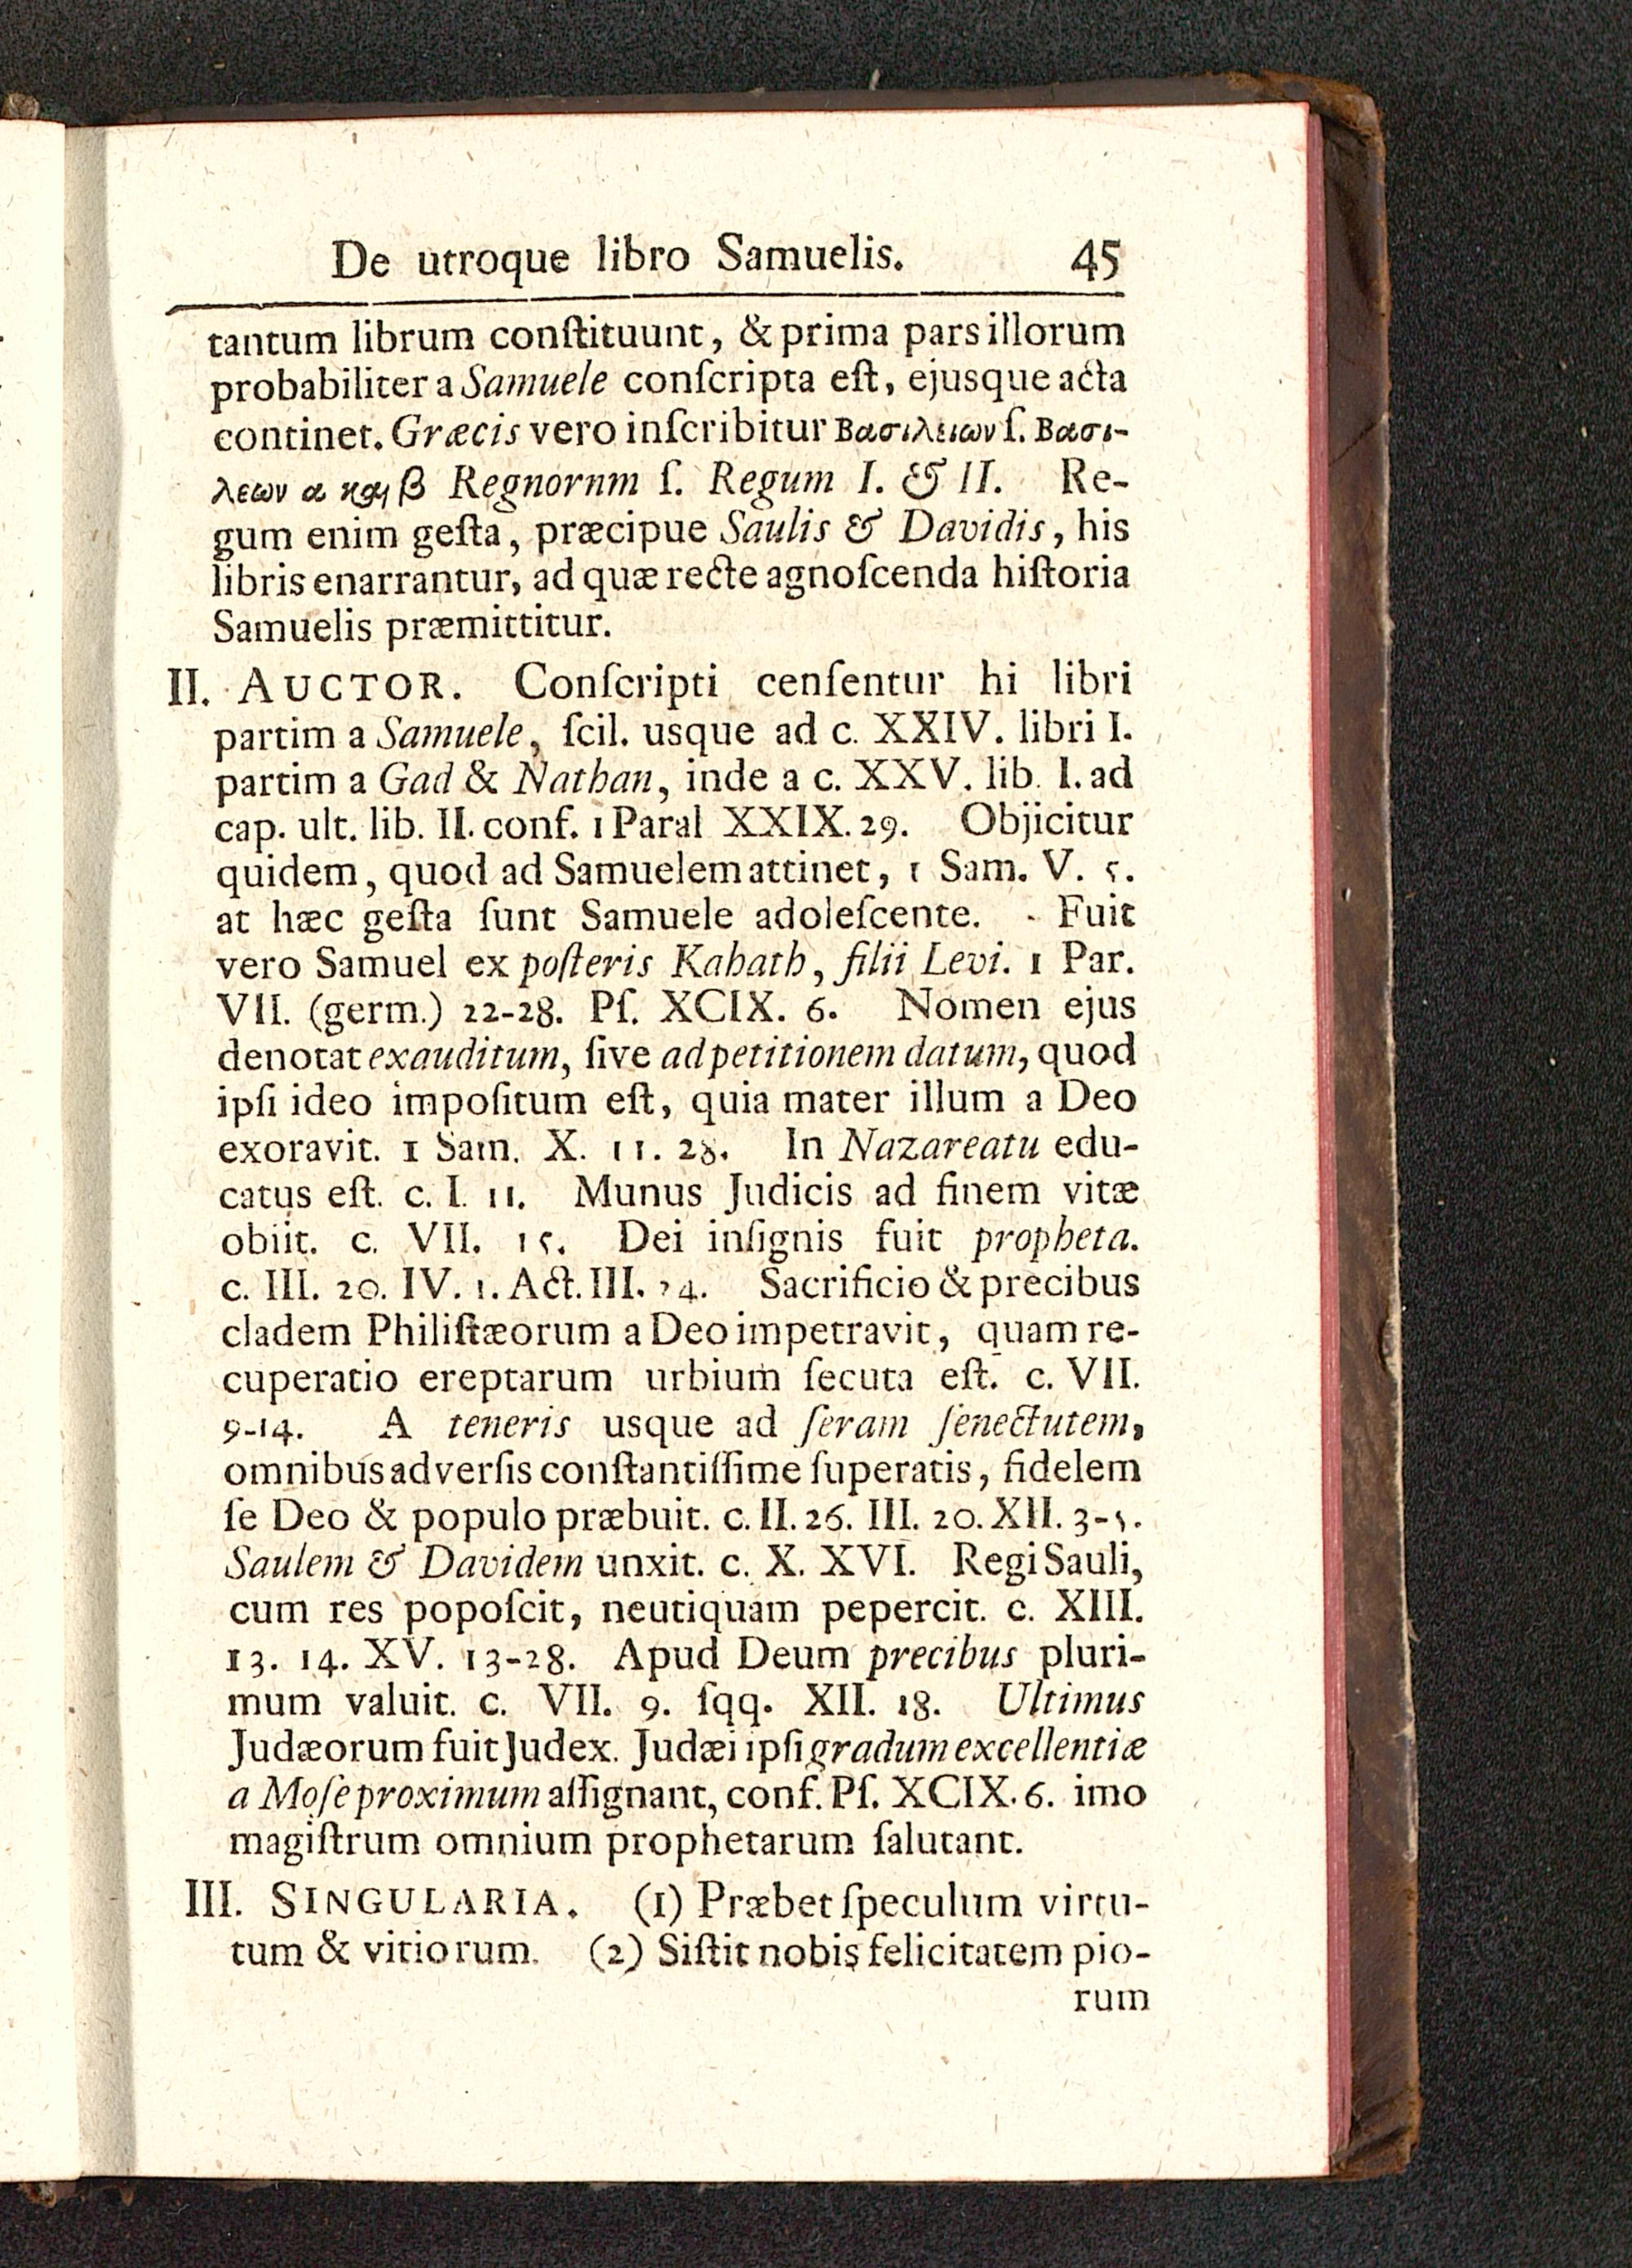 De utroque libro Samuelis. 45
tantum librum conſtituunt, & prima pars illorum
probabiliter a Samuele conſcripta eſt, ejusque acta
continet. Græcis vero inſcribitur Βασιλειων ſ. Βασι-
λεων α και β Regnornm ſ. Regum I. & II. Re-
gum enim geſta, præcipue Saulis & Davidis, his
libris enarrantur, ad quæ recte agnoſcenda hiſtoria
Samuelis præmittitur.
II. AUCTOR. Conſcripti cenſentur hi libri
partim a Samuele, ſcil. usque ad c. XXIV. libri I.
partim a Gad & Nathan, inde a c. XXV. lib. I. ad
cap. ult. lib. II. conf. 1 Paral XXIX. 29. Objicitur
quidem, quod ad Samuelem attinet, 1 Sam. V. 5.
at hæc geſta ſunt Samuele adoleſcente. - Fuit
vero Samuel ex poſteris Kahath, filii Levi. 1 Par.
VII. (germ.) 22-28. Pſ. XCIX. 6. Nomen ejus
denotat exauditum, ſive ad petitionem datum, quod
ipſi ideo impoſitum eſt, quia mater illum a Deo
exoravit. 1 Sam. X. 11. 28. In Nazareatu edu-
catus eſt. c. I. 11. Munus Judicis ad finem vitæ
obiit. c. VII. 15. Dei inſignis fuit propheta.
c. III. 20. IV. 1. Act. III. 24. Sacrificio & precibus
cladem Philiſtæorum a Deo impetravit, quam re-
cuperatio ereptarum urbium ſecuta eſt. c. VII.
9-14. A teneris usque ad ſeram ſenectutem,
omnibus adverſis conſtantiſſime ſuperatis, fidelem
ſe Deo & populo præbuit. c. II. 26. III. 20. XII. 3-5.
Saulem & Davidem unxit. c. X. XVI. Regi Sauli,
cum res popoſcit, neutiquam pepercit. c. XIII.
13. 14. XV. 13-28. Apud Deum precibus pluri-
mum valuit. c. VII. 9. ſqq. XII. 18. Ultimus
Judæorum fuit Judex. Judæi ipſi gradum excellentiæ
a Moſe proximum aſſignant, conf. Pſ. XCIX. 6. imo
magiſtrum omnium prophetarum ſalutant.
III. SINGULARIA. (1) Præbet ſpeculum virtu-
tum & vitiorum. (2) Siſtit nobis felicitatem pio-
rum